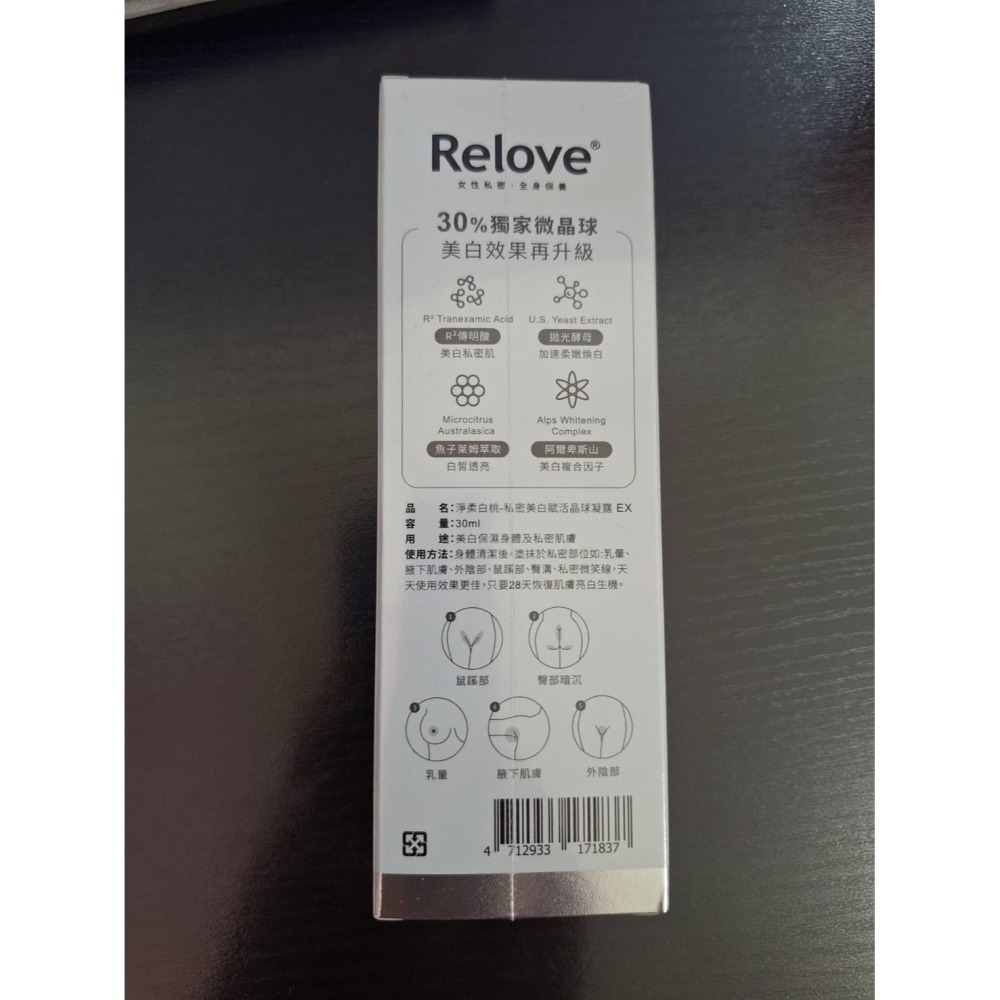 Relove®
女性私密·全身保養
30%獨家微晶球
美白效果再升級
R² Tranexamic Acid
R²傳明酸
美白私密肌
U.S. Yeast Extract
拋光酵母
加速柔嫩煥白
Microcitrus
Australasica
魚子萊姆萃取
白皙透亮
Alps Whitening
Complex
阿爾卑斯山
美白複合因子
品 名:淨柔白桃-私密美白賦活晶球凝露 EX
容 量:30ml
用 途:美白保濕身體及私密肌膚
使用方法:身體清潔後,塗抹於私密部位如:乳暈、
腋下肌膚、外陰部、鼠蹊部、臀溝、私密微笑線,天
天使用效果更佳,只要28天恢復肌膚亮白生機。
1
鼠蹊部
2
臀部暗沉
3
乳暈
4
腋下肌膚
5
外陰部
4 712933 171837